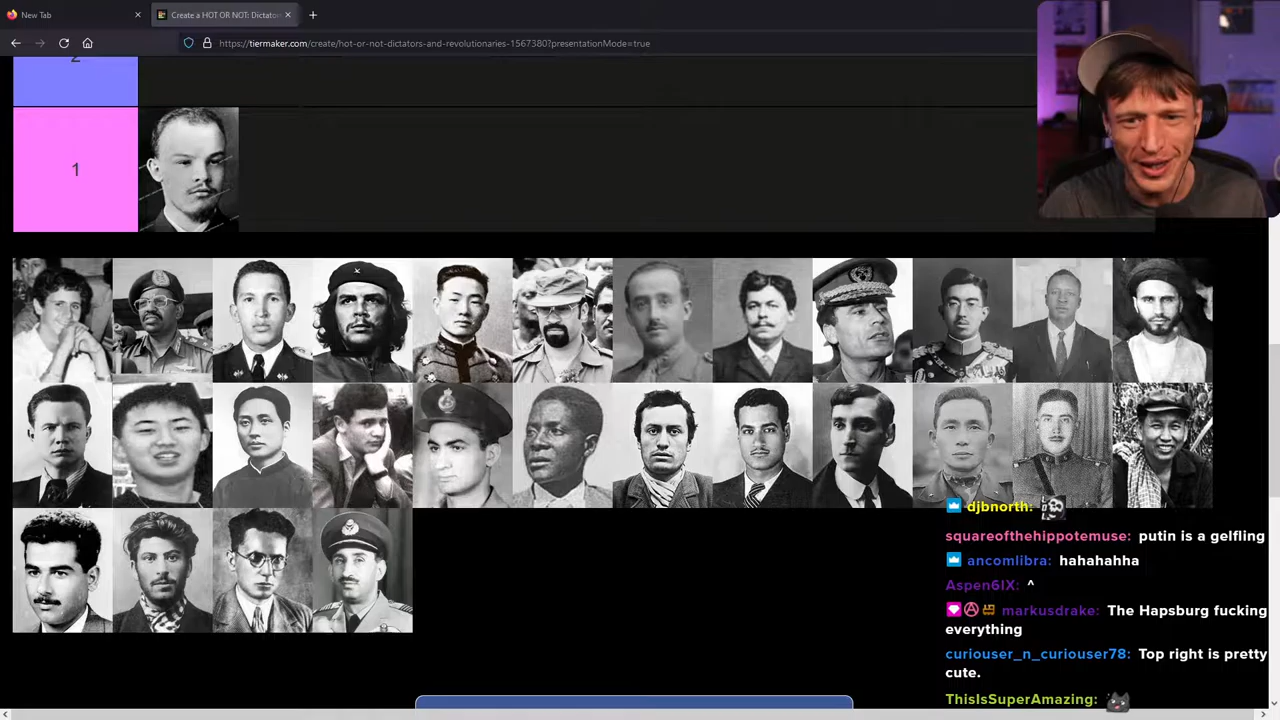 New Tab
Create a HOT OR NOT: Dictator
https://tiermaker.com/create/hot-or-not-dictators-and-revolutionaries-1567380?presentationMode=true
2
1
djbnorth:
squareofthehippotemuse: putin is a gelfling
ancomlibra: hahahahha
Aspen6IX: ^
markusdrake: The Hapsburg fucking
everything
curiouser_n_curiouser78: Top right is pretty
cute.
ThisIsSuperAmazing: